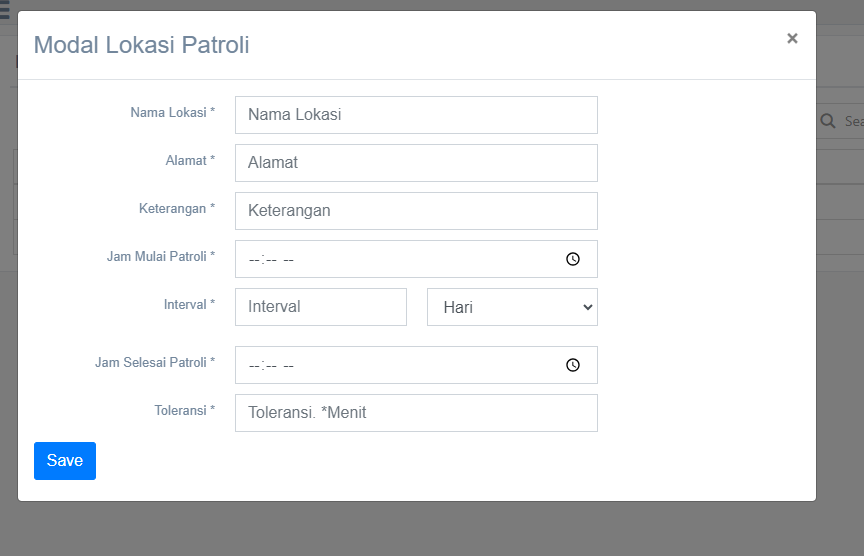 Modal Lokasi Patroli ×
Nama Lokasi * Nama Lokasi
Sea
Alamat * Alamat
Keterangan * Keterangan
Jam Mulai Patroli * --:-- --
Interval * Interval Hari
Jam Selesai Patroli * --:-- --
Toleransi * Toleransi. *Menit
Save